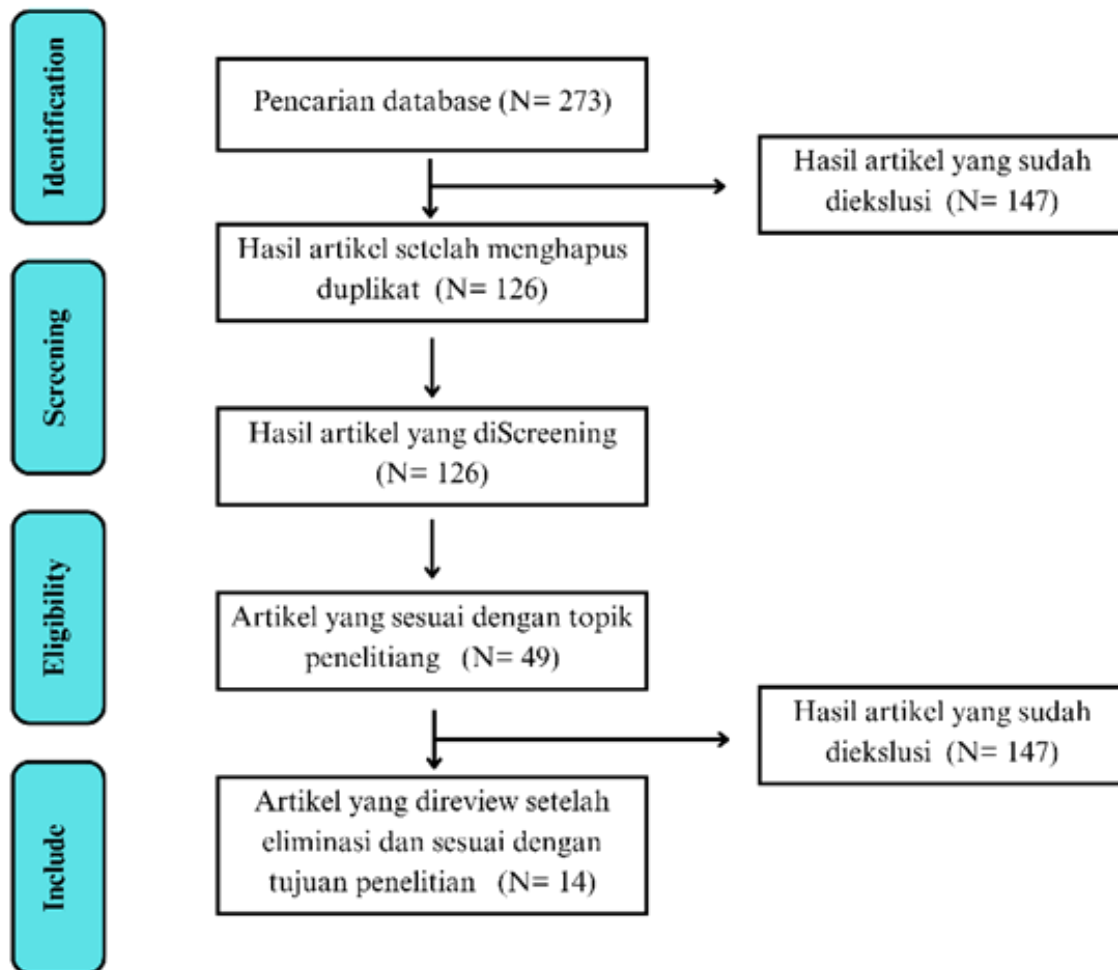 Identification
Pencarian database (N= 273)
Hasil artikel yang sudah
diekslusi (N= 147)
Hasil artikel setelah menghapus
duplikat (N= 126)
Screening
Hasil artikel yang diScreening
(N= 126)
Eligibility
Artikel yang sesuai dengan topik
penelitiang (N= 49)
Hasil artikel yang sudah
diekslusi (N= 147)
Include
Artikel yang direview setelah
eliminasi dan sesuai dengan
tujuan penelitian (N= 14)